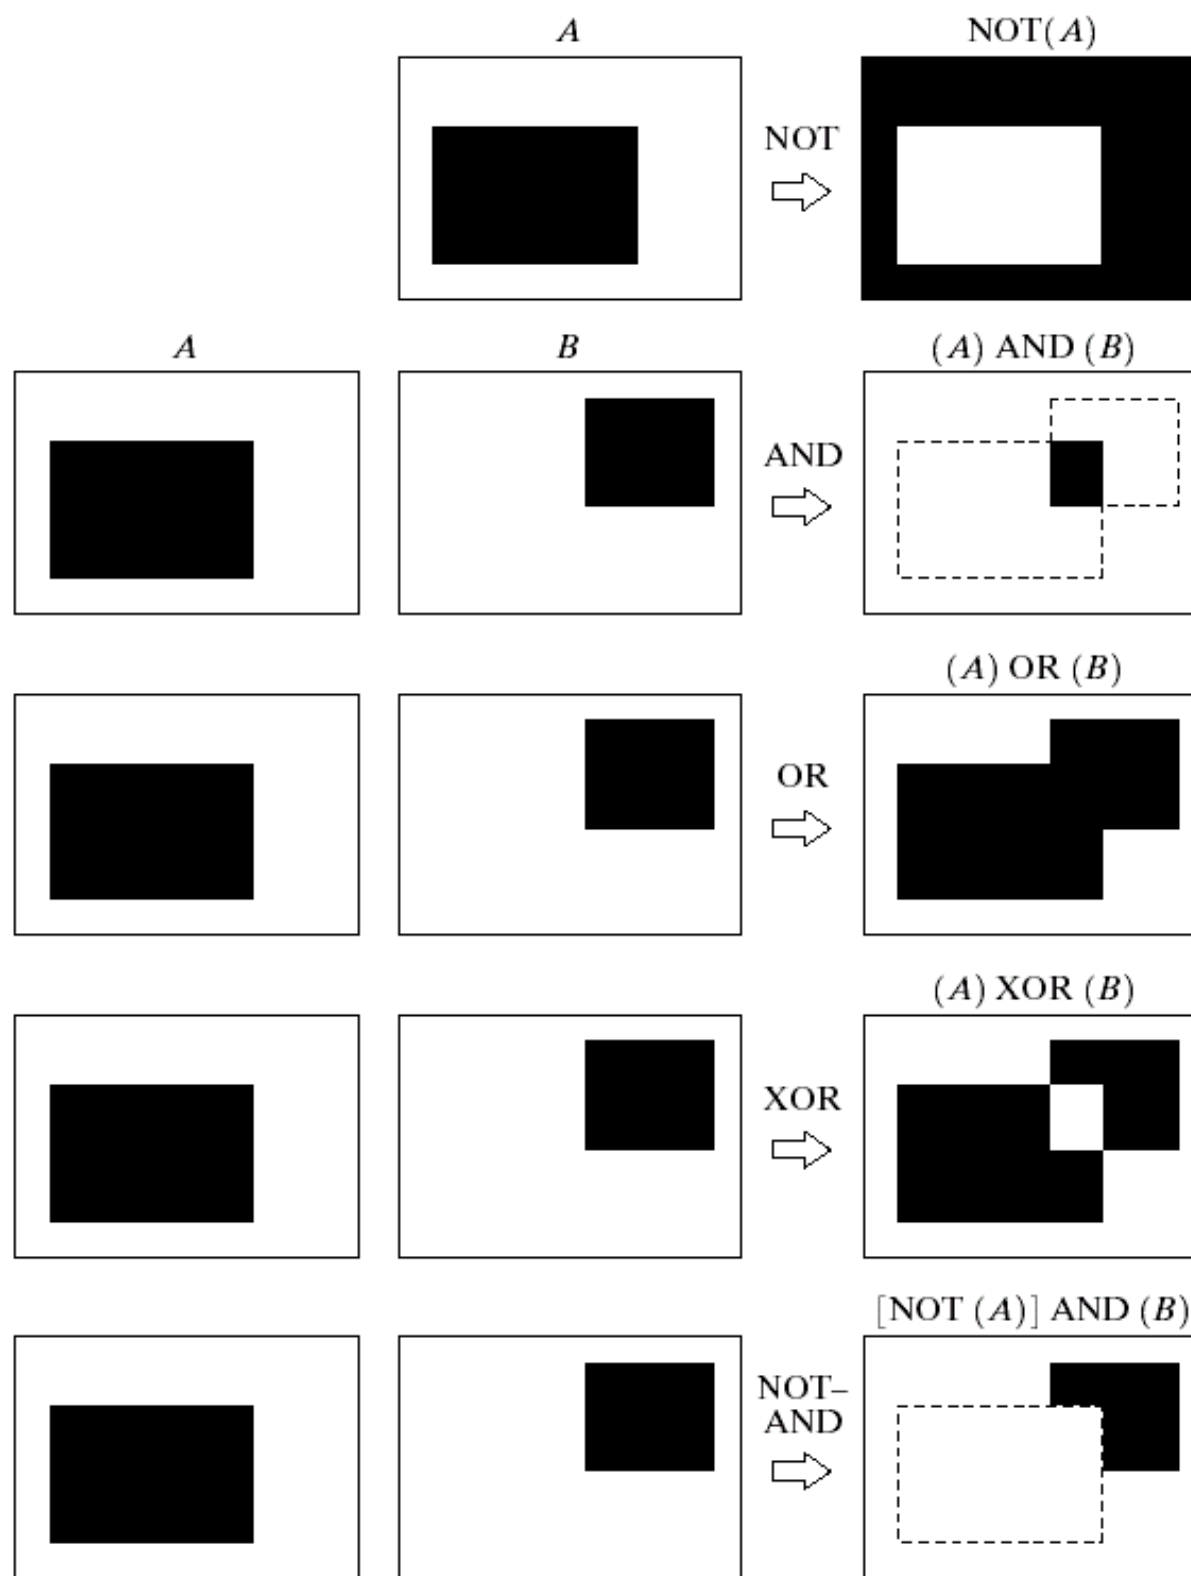 A
NOT(A)
NOT
A
B
(A) AND (B)
AND
(A) OR (B)
OR
(A) XOR (B)
XOR
[NOT (A)] AND (B)
NOT–
AND